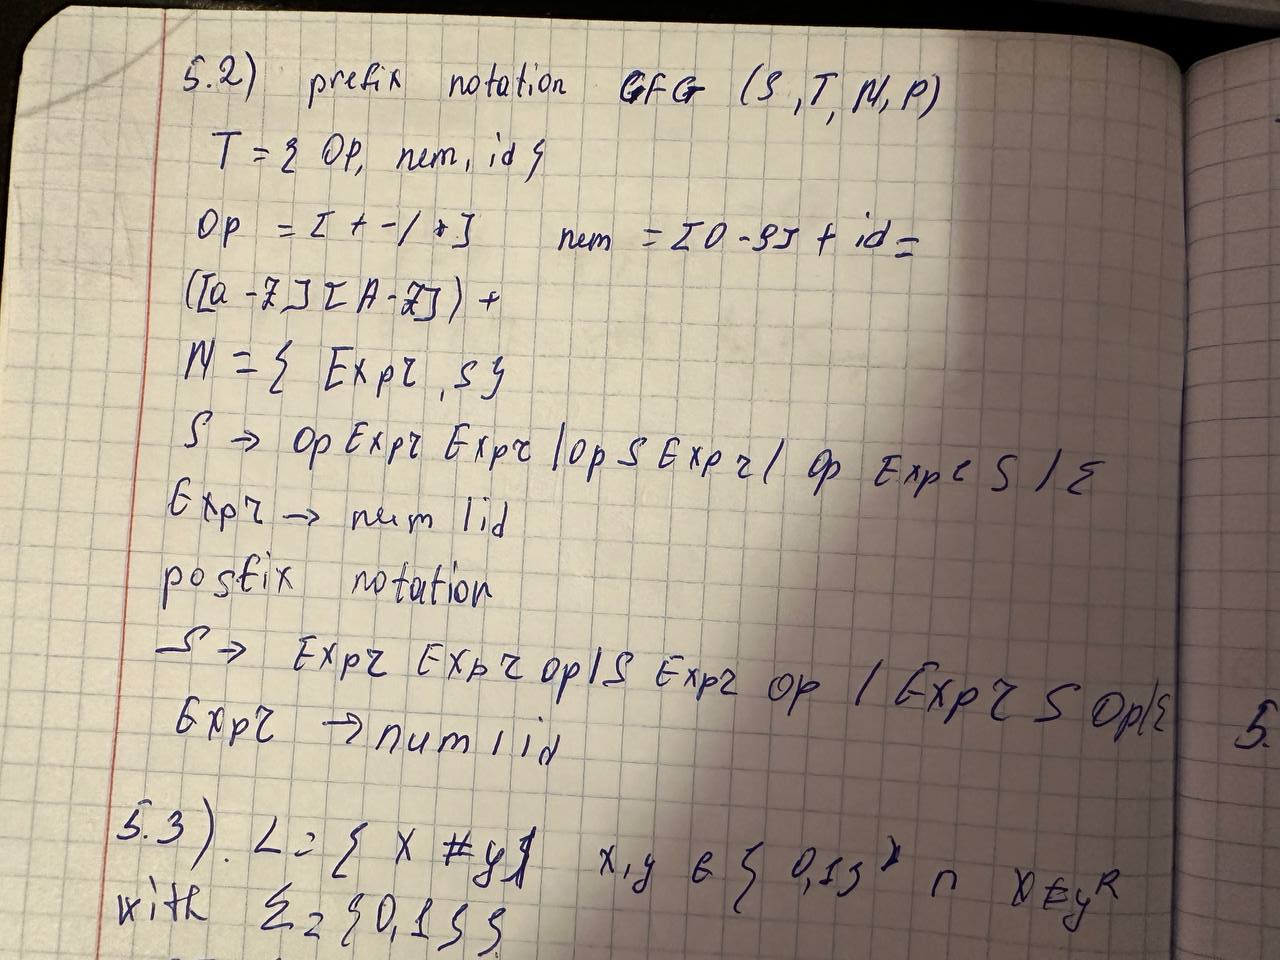 5.2) prefix notation CFG (S, T, N, P)
T = { Op, num, id }
Op = [ + - / * ] num = [0-9] + id =
([a-z][A-Z]) +
N = { Expr, S }
S → Op Expr Expr | Op S Expr | Op Expr S | ε
Expr → num | id
postfix notation
S → Expr Expr Op | S Expr Op | Expr S Op | ε
Expr → num | id
5.3). L = { x #y } x, y ∈ { 0,1 }* ∩ x ≠ y^R
with Σ = {0,1} }
5.